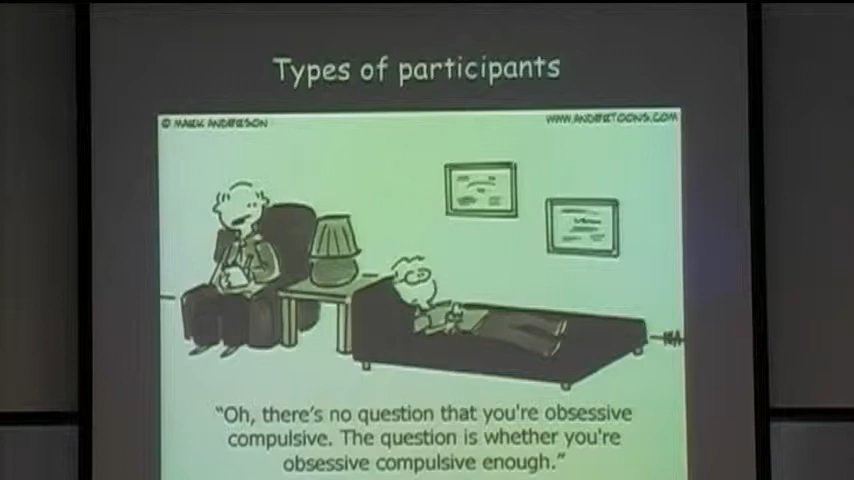 Types of participants
© MARK ANDERSON WWW.ANDERTOONS.COM
"Oh, there's no question that you're obsessive
compulsive. The question is whether you're
obsessive compulsive enough."